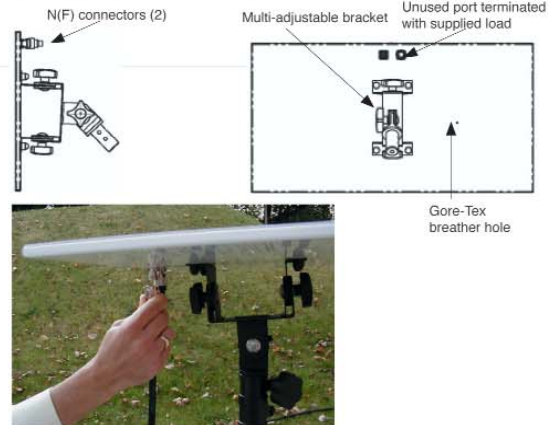 N(F) connectors (2)
Multi-adjustable bracket
Unused port terminated
with supplied load
Gore-Tex
breather hole